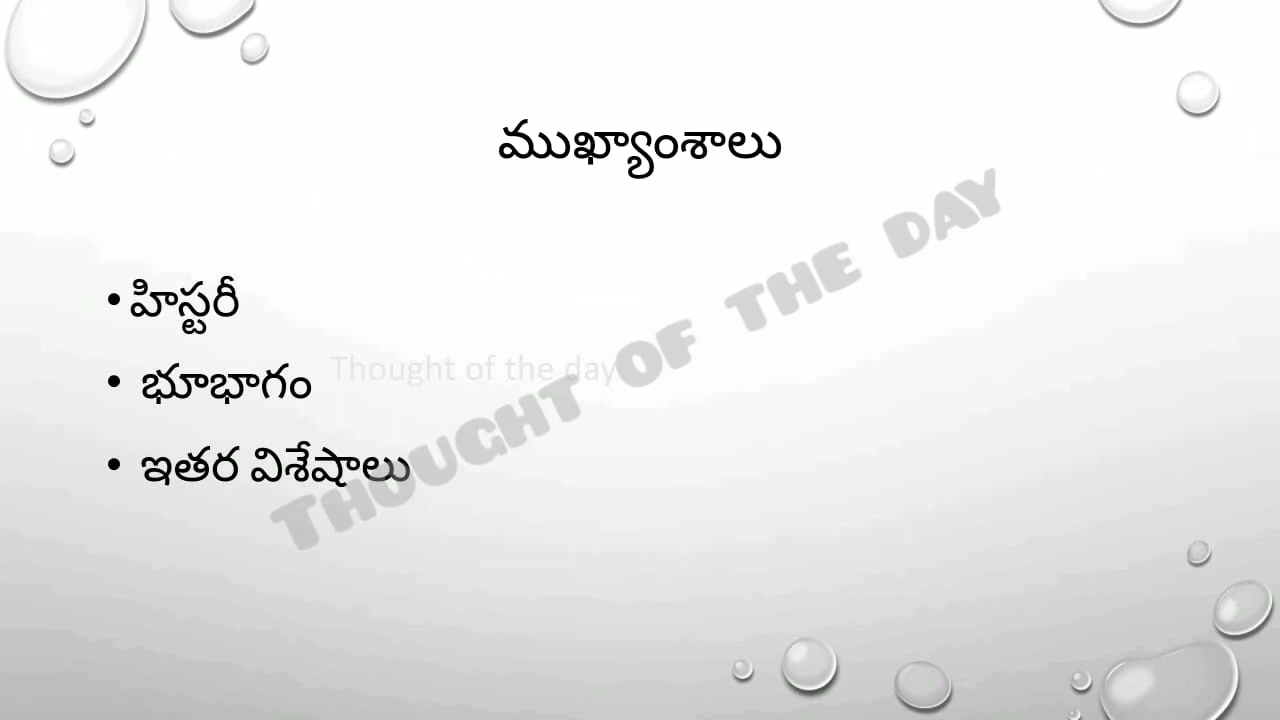 ముఖ్యాంశాలు
• హిస్టరీ
• భూభాగం
Thought of the day
• ఇతర విశేషాలు
THOUGHT OF THE DAY